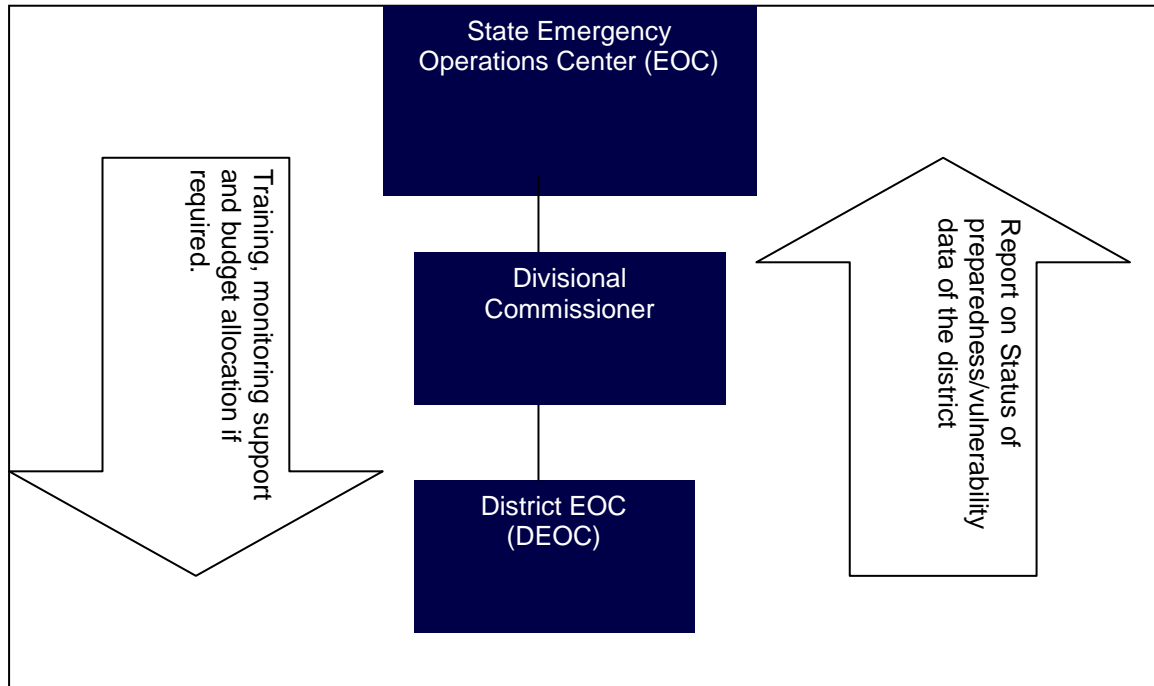 State Emergency
Operations Center (EOC)
Training, monitoring support
and budget allocation if
required.
Divisional
Commissioner
Report on Status of
preparedness/vulnerability
data of the district
District EOC
(DEOC)